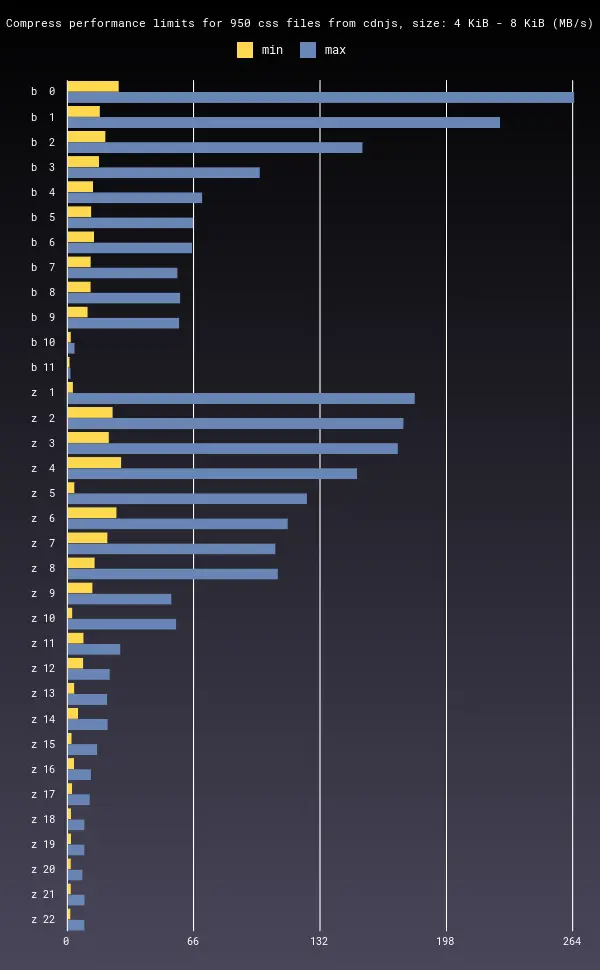 Compress performance limits for 950 css files from cdnjs, size: 4 KiB - 8 KiB (MB/s)
min max
b 0
b 1
b 2
b 3
b 4
b 5
b 6
b 7
b 8
b 9
b 10
b 11
z 1
z 2
z 3
z 4
z 5
z 6
z 7
z 8
z 9
z 10
z 11
z 12
z 13
z 14
z 15
z 16
z 17
z 18
z 19
z 20
z 21
z 22
0 66 132 198 264